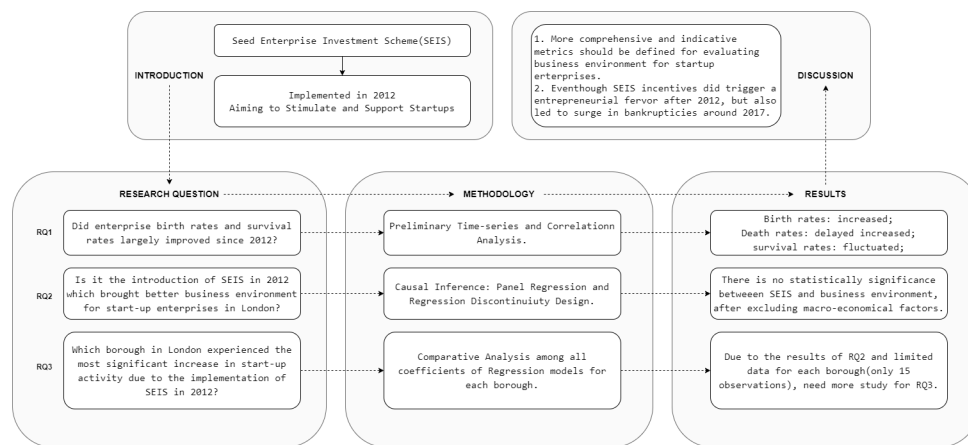 INTRODUCTION
Seed Enterprise Investment Scheme(SEIS)
Implemented in 2012
Aiming to Stimulate and Support Startups
1. More comprehensive and indicative
metrics should be defined for evaluating
business environment for startup
enterprises.
2. Eventhough SEIS incentives did trigger a
entrepreneurial fervor after 2012, but also
led to surge in bankruptcies around 2017.
DISCUSSION
RESEARCH QUESTION
METHODOLOGY
RESULTS
RQ1
Did enterprise birth rates and survival
rates largely improved since 2012?
Preliminary Time-series and Correlationn
Analysis.
Birth rates: increased;
Death rates: delayed increased;
survival rates: fluctuated;
RQ2
Is it the introduction of SEIS in 2012
which brought better business environment
for start-up enterprises in London?
Causal Inference: Panel Regression and
Regression Discontinuiuty Design.
There is no statistically significance
betweeen SEIS and business environment,
after excluding macro-economical factors.
RQ3
Which borough in London experienced the
most significant increase in start-up
activity due to the implementation of
SEIS in 2012?
Comparative Analysis among all
coefficients of Regression models for
each borough.
Due to the results of RQ2 and limited
data for each borough(only 15
observations), need more study for RQ3.